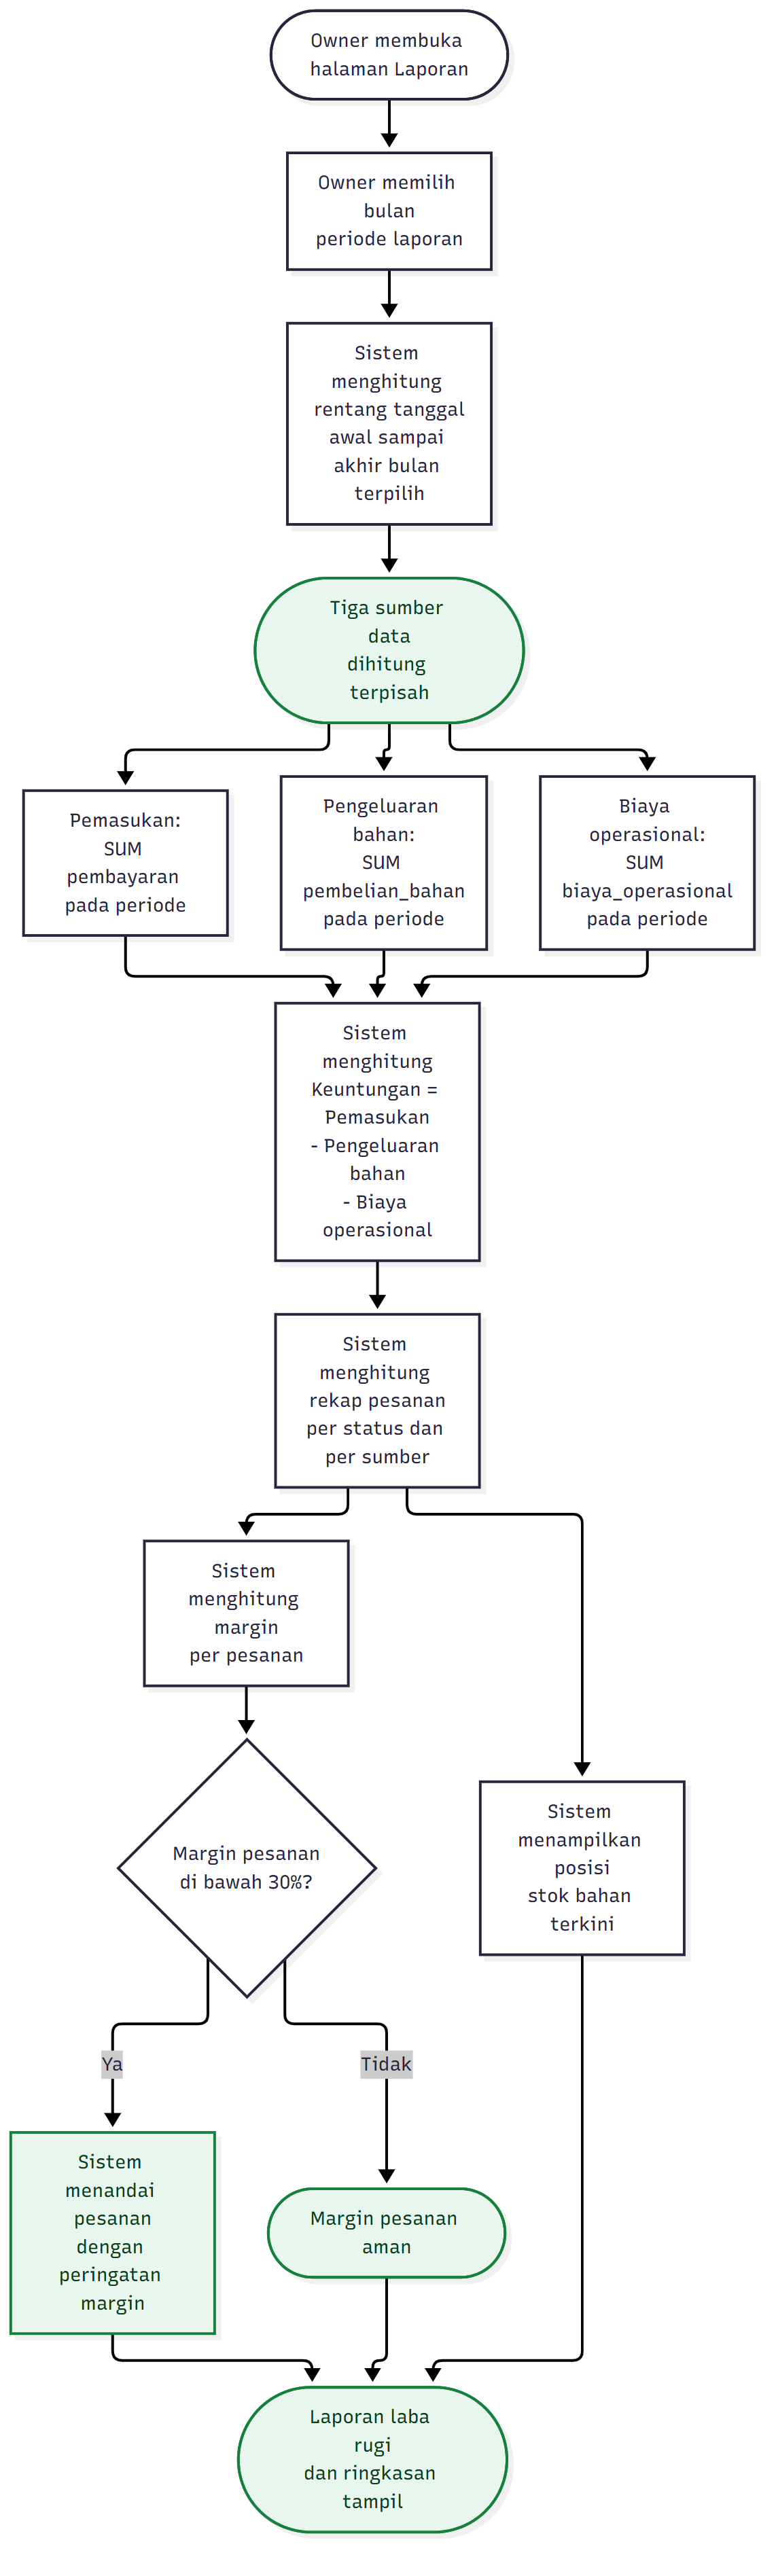 Owner membuka
halaman Laporan
Owner memilih
bulan
periode laporan
Sistem
menghitung
rentang tanggal
awal sampai
akhir bulan
terpilih
Tiga sumber
data
dihitung
terpisah
Pemasukan:
SUM
pembayaran
pada periode
Pengeluaran
bahan:
SUM
pembelian_bahan
pada periode
Biaya
operasional:
SUM
biaya_operasional
pada periode
Sistem
menghitung
Keuntungan =
Pemasukan
- Pengeluaran
bahan
- Biaya
operasional
Sistem
menghitung
rekap pesanan
per status dan
per sumber
Sistem
menghitung
margin
per pesanan
Margin pesanan
di bawah 30%?
Sistem
menampilkan
posisi
stok bahan
terkini
Ya
Tidak
Sistem
menandai
pesanan
dengan
peringatan
margin
Margin pesanan
aman
Laporan laba
rugi
dan ringkasan
tampil